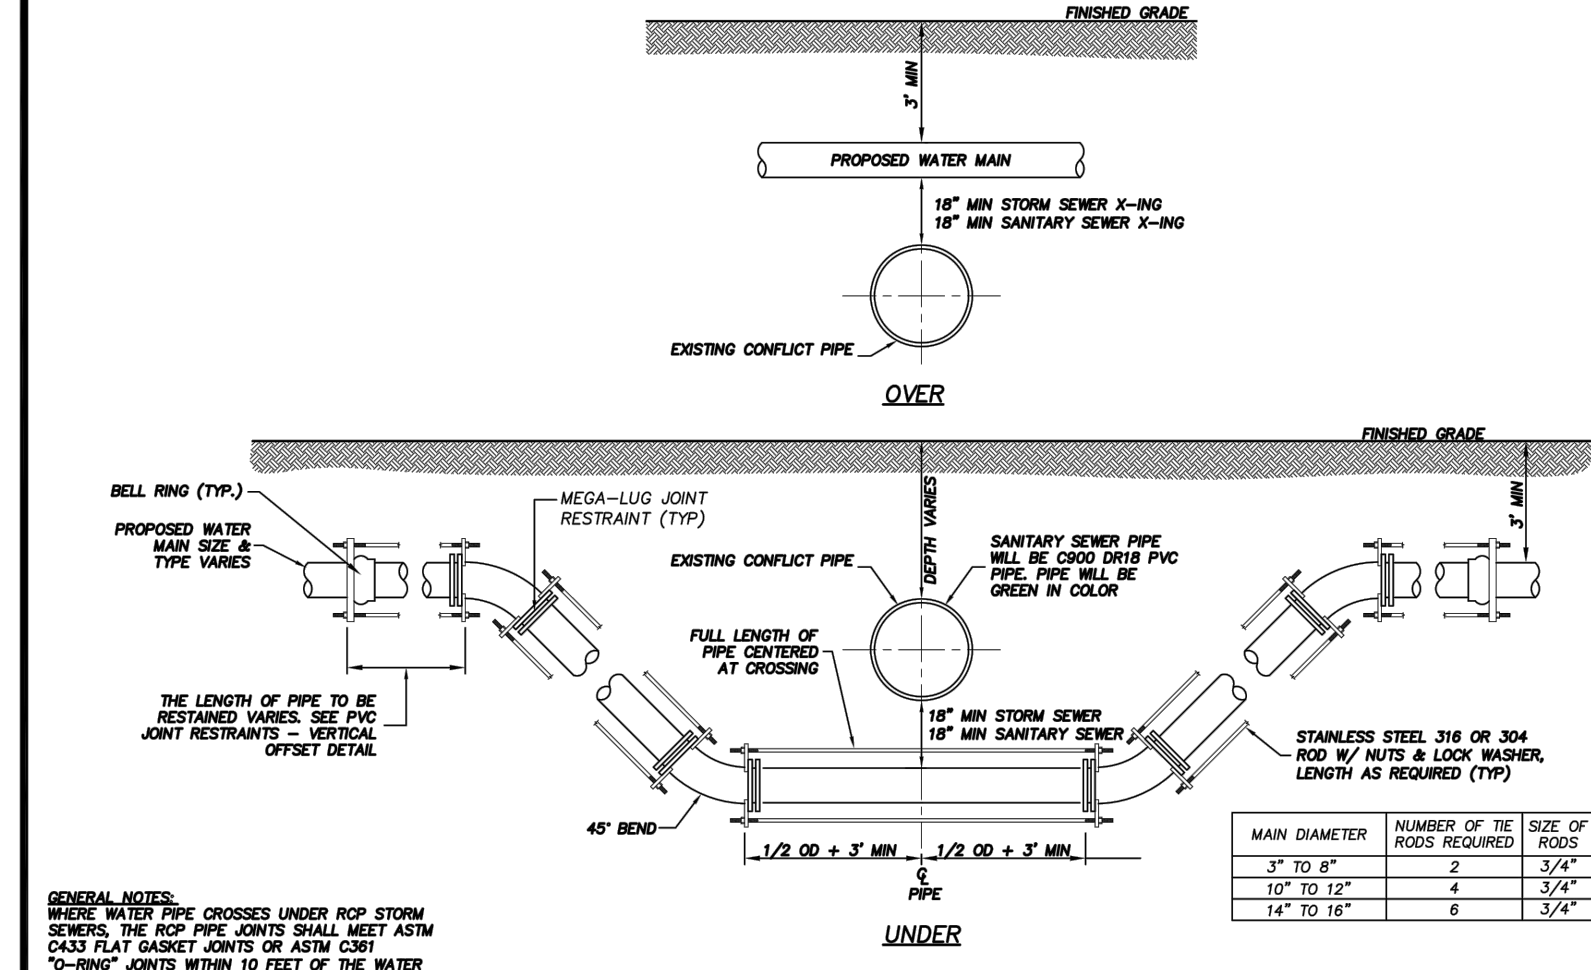 FINISHED GRADE
3' MIN
PROPOSED WATER MAIN
18" MIN STORM SEWER X-ING
18" MIN SANITARY SEWER X-ING
EXISTING CONFLICT PIPE
OVER
FINISHED GRADE
BELL RING (TYP.)
PROPOSED WATER
MAIN SIZE &
TYPE VARIES
MEGA-LUG JOINT
RESTRAINT (TYP)
EXISTING CONFLICT PIPE
DEPTH VARIES
SANITARY SEWER PIPE
WILL BE C900 DR18 PVC
PIPE. PIPE WILL BE
GREEN IN COLOR
3' MIN
FULL LENGTH OF
PIPE CENTERED
AT CROSSING
THE LENGTH OF PIPE TO BE
RESTAINED VARIES. SEE PVC
JOINT RESTRAINTS - VERTICAL
OFFSET DETAIL
18" MIN STORM SEWER
18" MIN SANITARY SEWER
STAINLESS STEEL 316 OR 304
ROD W/ NUTS & LOCK WASHER,
LENGTH AS REQUIRED (TYP)
45° BEND
1/2 OD + 3' MIN
1/2 OD + 3' MIN
℄
PIPE
UNDER
MAIN DIAMETER
NUMBER OF TIE
RODS REQUIRED
SIZE OF
RODS
3" TO 8" 2 3/4"
10" TO 12" 4 3/4"
14" TO 16" 6 3/4"
GENERAL NOTES:
WHERE WATER PIPE CROSSES UNDER RCP STORM
SEWERS, THE RCP PIPE JOINTS SHALL MEET ASTM
C433 FLAT GASKET JOINTS OR ASTM C361
"O-RING" JOINTS WITHIN 10 FEET OF THE WATER